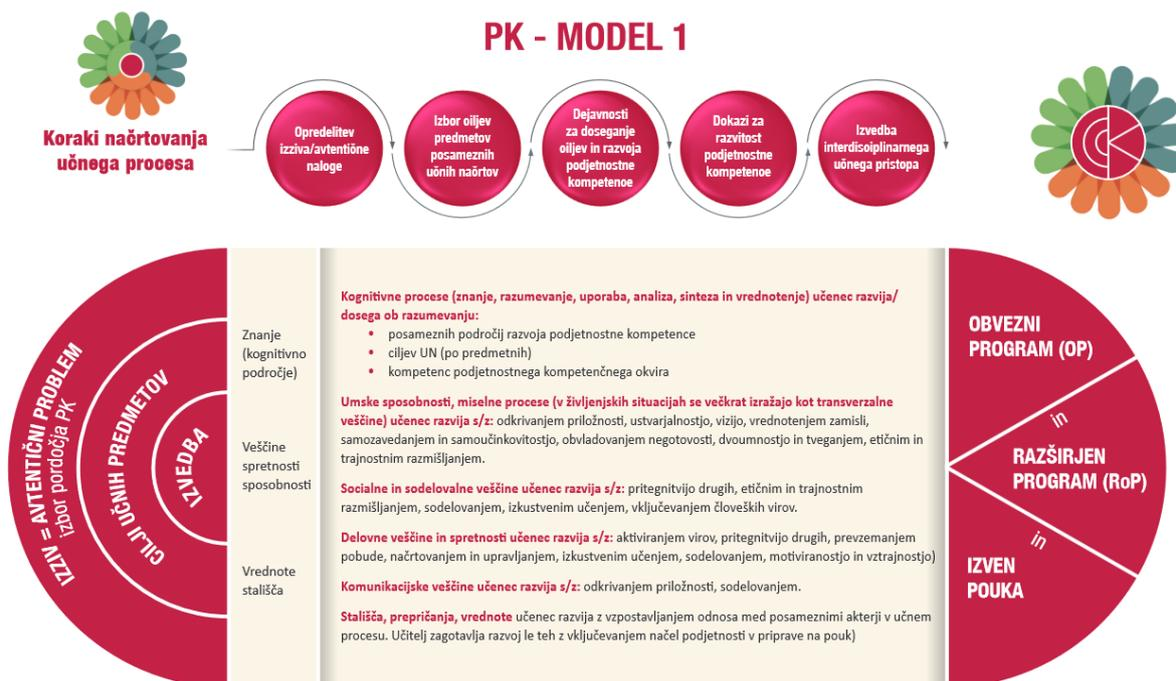 PK - MODEL 1
Koraki načrtovanja
učnega procesa
Opredelitev
izziva/avtentične
naloge
Izbor oiljev
predmetov
posameznih
učnih načrtov
Dejavnosti
za doseganje
oiljev in razvoja
podjetnostne
kompetenoe
Dokazi za
razvitost
podjetnostne
kompetenoe
Izvedba
interdisoiplinarnega
učnega pristopa
IZZIV = AVTENTIČNI PROBLEM
izbor pordočja PK
CILJI UČNIH PREDMETOV
IZVEDBA
Znanje
(kognitivno
področje)
Veščine
spretnosti
sposobnosti
Vrednote
stališča
Kognitivne procese (znanje, razumevanje, uporaba, analiza, sinteza in vrednotenje) učenec razvija/
dosega ob razumevanju:
• posameznih področij razvoja podjetnostne kompetence
• ciljev UN (po predmetnih)
• kompetenc podjetnostnega kompetenčnega okvira
Umske sposobnosti, miselne procese (v življenjskih situacijah se večkrat izražajo kot transverzalne
veščine) učenec razvija s/z: odkrivanjem priložnosti, ustvarjalnostjo, vizijo, vrednotenjem zamisli,
samozavedanjem in samoučinkovitostjo, obvladovanjem negotovosti, dvoumnostjo in tveganjem, etičnim in
trajnostnim razmišljanjem.
Socialne in sodelovalne veščine učenec razvija s/z: pritegnitvijo drugih, etičnim in trajnostnim
razmišljanjem, sodelovanjem, izkustvenim učenjem, vključevanjem človeških virov.
Delovne veščine in spretnosti učenec razvija s/z: aktiviranjem virov, pritegnitvijo drugih, prevzemanjem
pobude, načrtovanjem in upravljanjem, izkustvenim učenjem, sodelovanjem, motiviranostjo in vztrajnostjo)
Komunikacijske veščine učenec razvija s/z: odkrivanjem priložnosti, sodelovanjem.
Stališča, prepričanja, vrednote učenec razvija z vzpostavljanjem odnosa med posameznimi akterji v učnem
procesu. Učitelj zagotavlja razvoj le teh z vključevanjem načel podjetnosti v priprave na pouk)
OBVEZNI
PROGRAM (OP)
in
RAZŠIRJEN
PROGRAM (RoP)
in
IZVEN
POUKA